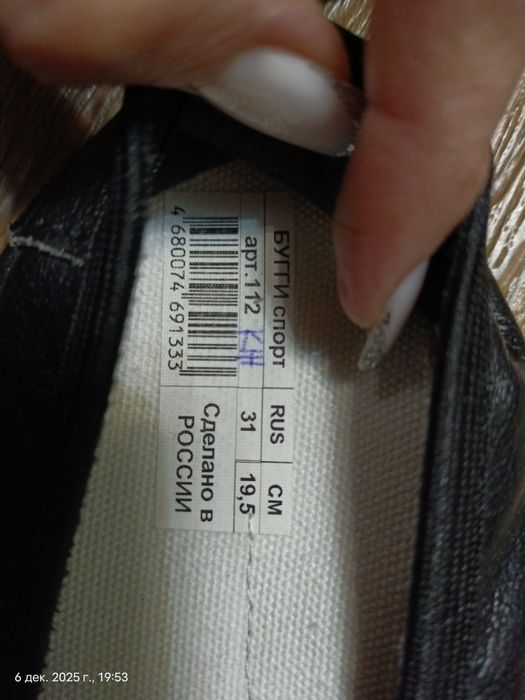 БУГГИ спорт
арт.112 КН
4 680074 691333
RUS
СМ
31
19,5
Сделано в
РОССИИ
6 дек. 2025 г., 19:53